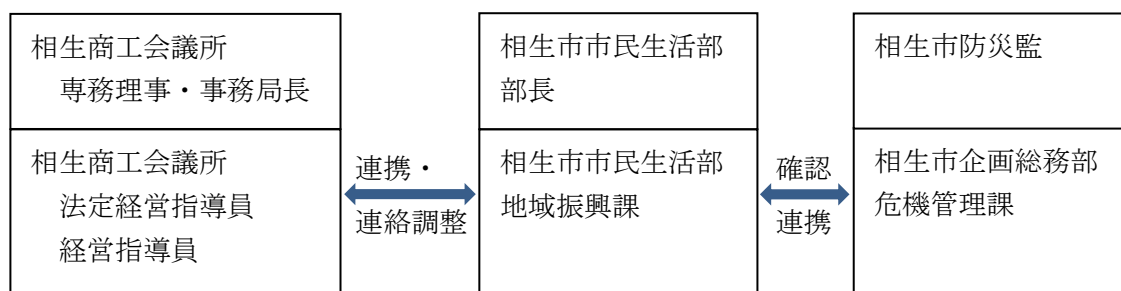 相生商工会議所
専務理事・事務局長
相生商工会議所
法定経営指導員
経営指導員
連携・
連絡調整
相生市市民生活部
部長
相生市市民生活部
地域振興課
確認
連携
相生市防災監
相生市企画総務部
危機管理課